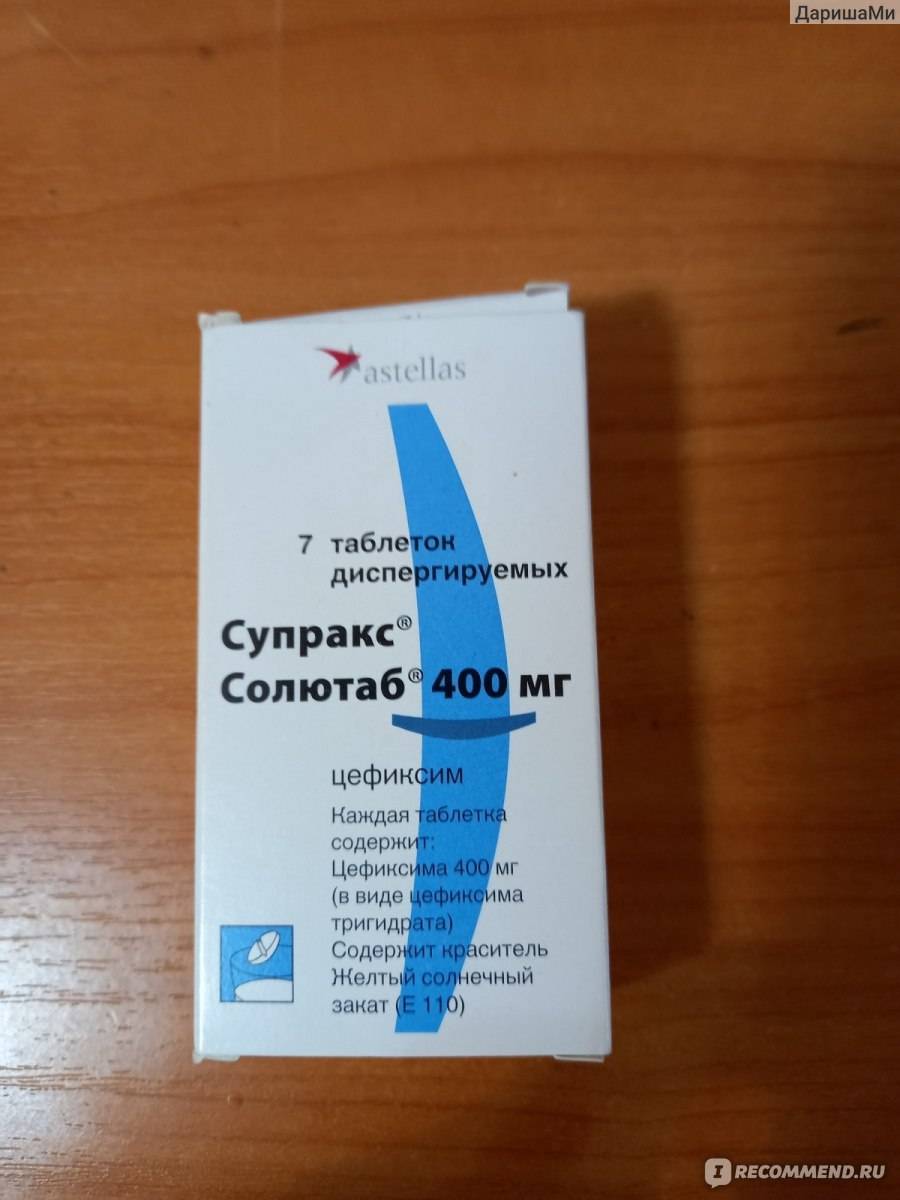 ДаришаМи
astellas
7 таблеток
диспергируемых
Супракс®
Солютаб® 400 мг
цефиксим
Каждая таблетка
содержит:
Цефиксима 400 мг
(в виде цефиксима
тригидрата)
Содержит краситель
Желтый солнечный
закат (Е 110)
IRECOMMEND.RU